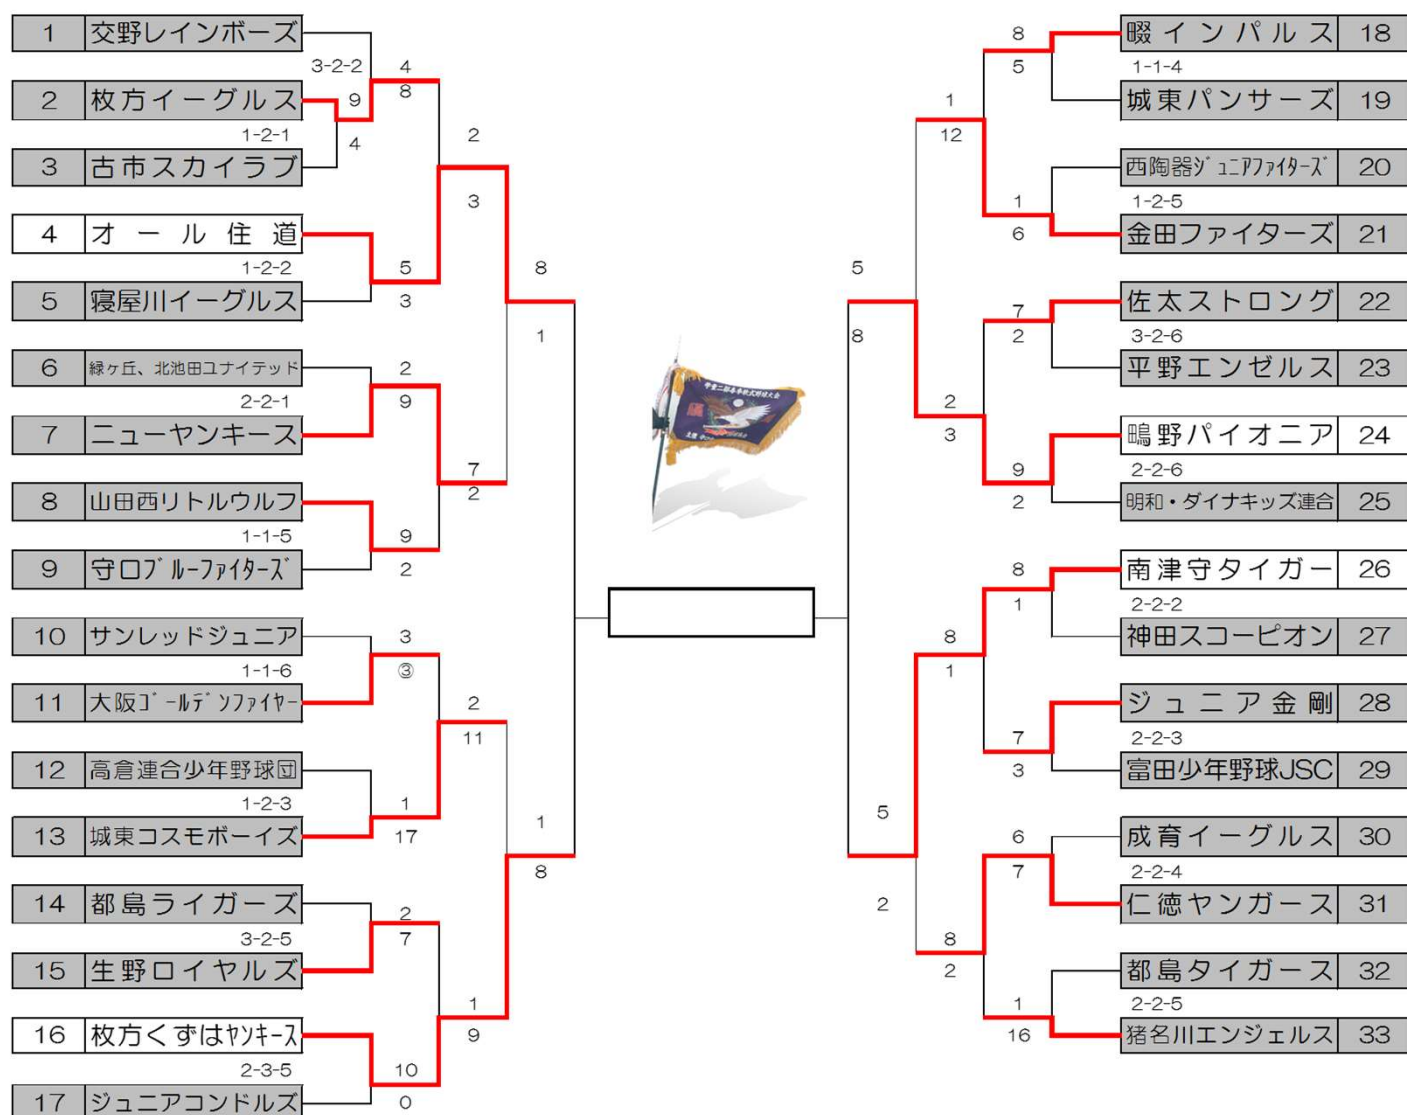 1 交野レインボーズ
3-2-2
4
8
2 枚方イーグルス
9
1-2-1
4
3 古市スカイラブ
2
3
4 オール住道
1-2-2
5
3
5 寝屋川イーグルス
8
1
6 緑ヶ丘、北池田ユナイテッド
2
2-2-1
9
7 ニューヤンキース
7
2
8 山田西リトルウルフ
1-1-5
9
2
9 守口ブルーファイターズ
10 サンレッドジュニア
3
1-1-6
③
11 大阪ゴールデンファイヤー
2
11
12 高倉連合少年野球団
1-2-3
1
17
13 城東コスモボーイズ
1
8
14 都島ライガーズ
2
3-2-5
7
15 生野ロイヤルズ
1
9
16 枚方くずはヤンキース
2-3-5
10
0
17 ジュニアコンドルズ
畷インパルス 18
8
1-1-4
5
城東パンサーズ 19
1
12
西陶器ジュニアファイターズ 20
1-2-5
1
6
金田ファイターズ 21
5
8
佐太ストロング 22
7
3-2-6
2
平野エンゼルス 23
2
3
鴫野パイオニア 24
9
2-2-6
2
明和・ダイナキッズ連合 25
南津守タイガー 26
8
2-2-2
1
神田スコーピオン 27
8
1
ジュニア金剛 28
7
2-2-3
3
富田少年野球JSC 29
5
2
成育イーグルス 30
6
2-2-4
7
仁徳ヤンガース 31
8
2
都島タイガース 32
2-2-5
1
16
猪名川エンジェルス 33